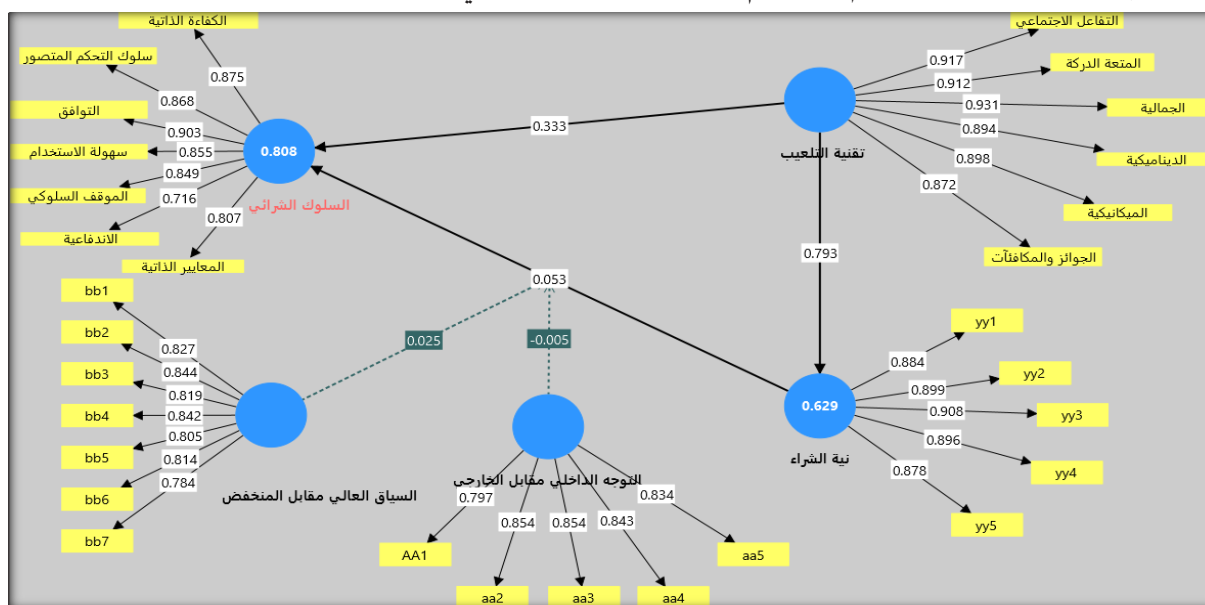 الكفاءة الذاتية
سلوك التحكم المتصور
التوافق
سهولة الاستخدام
الموقف السلوكي
الاندفاعية
المعايير الذاتية
0.875
0.868
0.903
0.855
0.849
0.716
0.807
0.808
السلوك الشرائي
0.333
تقنية التلعيب
التفاعل الاجتماعي
المتعة الدركة
الجمالية
الديناميكية
الميكانيكية
الجوائز والمكافئآت
0.917
0.912
0.931
0.894
0.898
0.872
0.793
0.053
0.025
-0.005
bb1
bb2
bb3
bb4
bb5
bb6
bb7
0.827
0.844
0.819
0.842
0.805
0.814
0.784
السياق العالي مقابل المنخفض
التوجه الداخلي مقابل الخارجي
0.797
0.854
0.854
0.843
0.834
AA1
aa2
aa3
aa4
aa5
0.629
نية الشراء
0.884
0.899
0.908
0.896
0.878
yy1
yy2
yy3
yy4
yy5